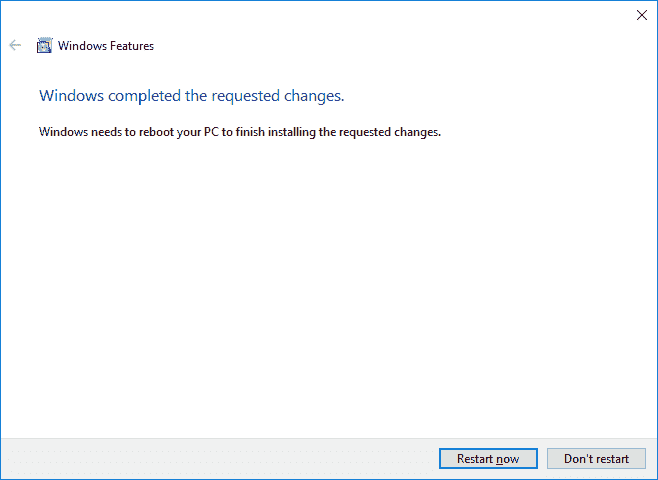 Windows Features
Windows completed the requested changes.
Windows needs to reboot your PC to finish installing the requested changes.
Restart now
Don't restart